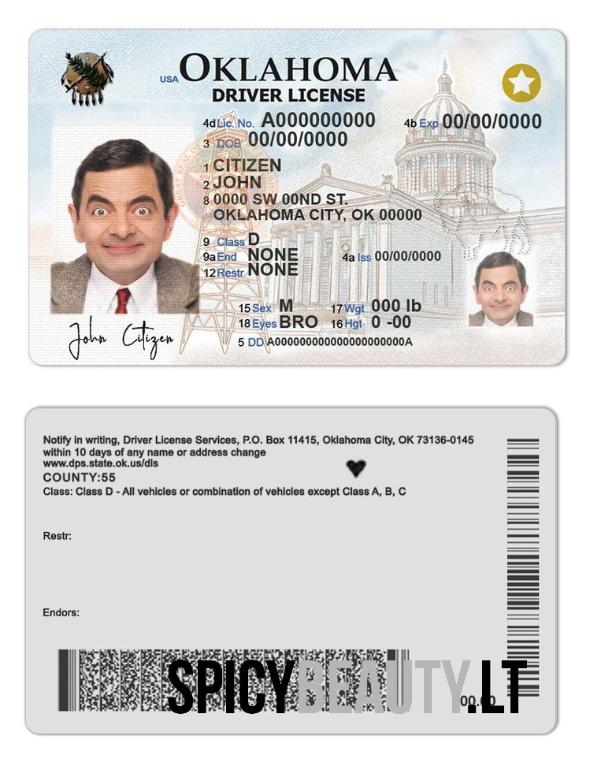 USA OKLAHOMA
DRIVER LICENSE
4d Lic. No. A000000000 4b Exp 00/00/0000
3 DOB 00/00/0000
1 CITIZEN
2 JOHN
8 0000 SW 00ND ST.
OKLAHOMA CITY, OK 00000
9 Class D
9a End NONE 4a Iss 00/00/0000
12 Restr NONE
15 Sex M 17 Wgt 000 lb
18 Eyes BRO 16 Hgt 0 -00
John Citizen
5 DD A000000000000000000000A
Notify in writing, Driver License Services, P.O. Box 11415, Oklahoma City, OK 73136-0145
within 10 days of any name or address change
www.dps.state.ok.us/dls
COUNTY:55
Class: Class D - All vehicles or combination of vehicles except Class A, B, C
Restr:
Endors:
SPICYBEAUTY.LT